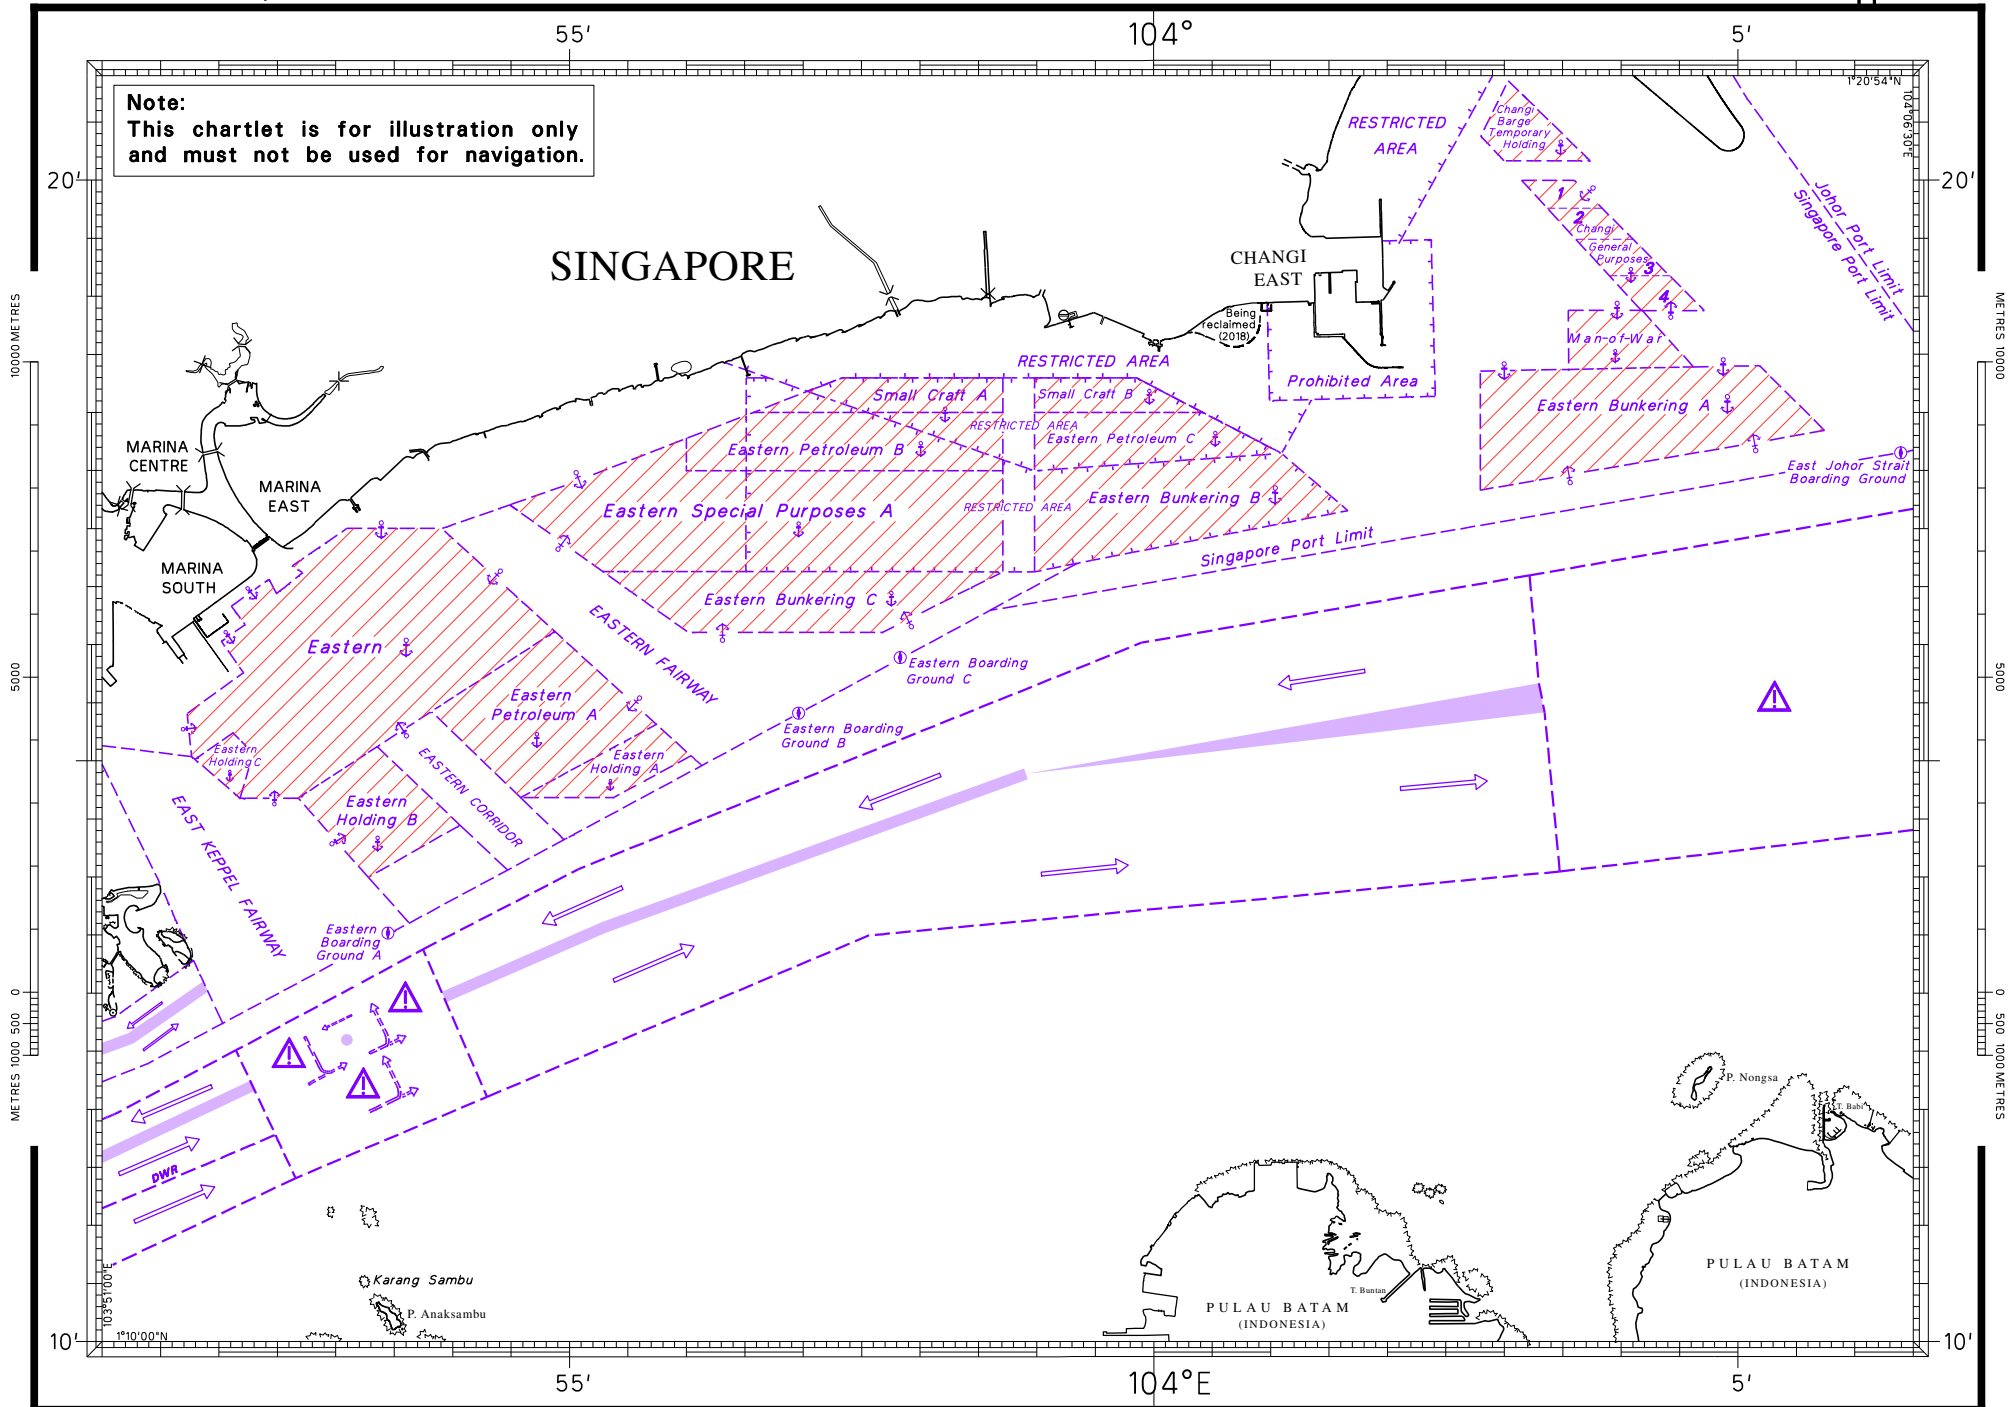 55'
104°
5'
Note:
This chartlet is for illustration only
and must not be used for navigation.
1°20'54"N
104°06'30"E
20'
20'
RESTRICTED
AREA
Changi
Barge
Temporary
Holding
1
2
Changi
General
Purposes
3
4
Johor Port Limit
Singapore Port Limit
SINGAPORE
CHANGI
EAST
Being
reclaimed
(2018)
Man-of-War
RESTRICTED AREA
Prohibited Area
Small Craft A
Small Craft B
Eastern Bunkering A
RESTRICTED AREA
Eastern Petroleum B
Eastern Petroleum C
MARINA
CENTRE
MARINA
EAST
East Johor Strait
Boarding Ground
Eastern Special Purposes A
RESTRICTED AREA
Eastern Bunkering B
Singapore Port Limit
MARINA
SOUTH
Eastern Bunkering C
EASTERN FAIRWAY
Eastern
Eastern Boarding
Ground C
Eastern
Petroleum A
Eastern Boarding
Ground B
Eastern
Holding C
Eastern
Holding A
EASTERN CORRIDOR
Eastern
Holding B
EAST KEPPEL FAIRWAY
Eastern
Boarding
Ground A
DWR
P. Nongsa
T. Babi
Karang Sambu
P. Anaksambu
T. Buntan
PULAU BATAM
(INDONESIA)
PULAU BATAM
(INDONESIA)
103°51'00"E
1°10'00"N
10'
10'
55'
104°E
5'
METRES 1000 500 0
5000
10000 METRES
METRES 10000
5000
0 500 1000 METRES